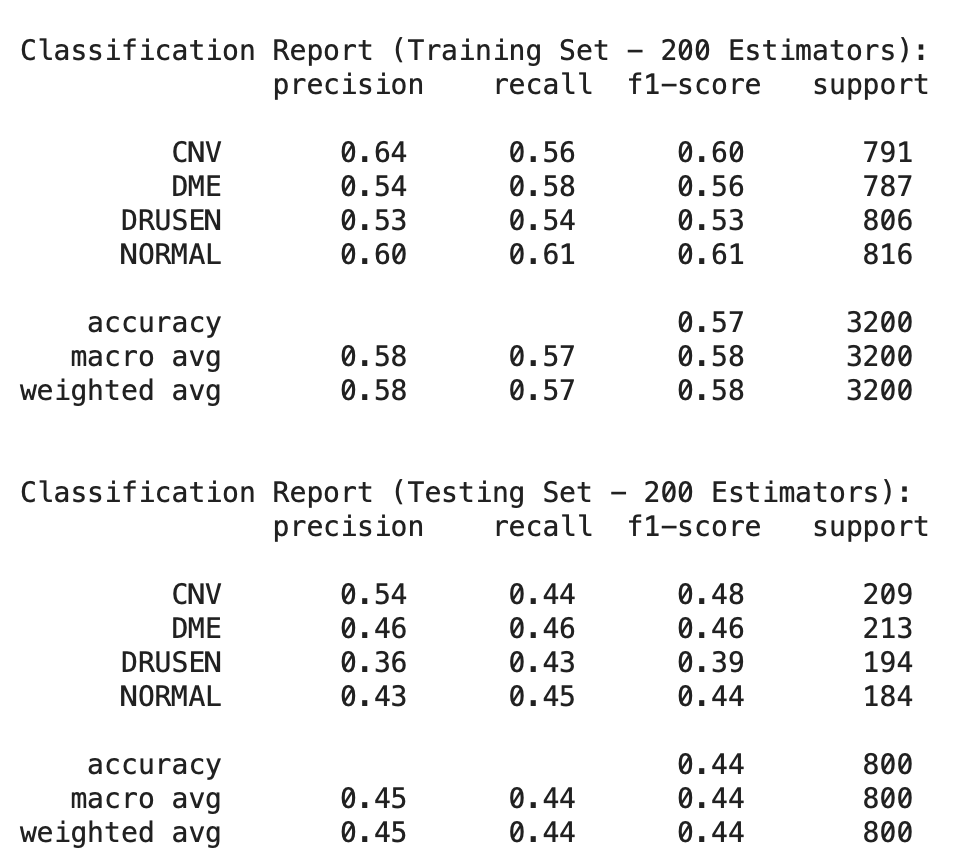 Classification Report (Training Set - 200 Estimators):
precision recall f1-score support
CNV 0.64 0.56 0.60 791
DME 0.54 0.58 0.56 787
DRUSEN 0.53 0.54 0.53 806
NORMAL 0.60 0.61 0.61 816
accuracy 0.57 3200
macro avg 0.58 0.57 0.58 3200
weighted avg 0.58 0.57 0.58 3200
Classification Report (Testing Set - 200 Estimators):
precision recall f1-score support
CNV 0.54 0.44 0.48 209
DME 0.46 0.46 0.46 213
DRUSEN 0.36 0.43 0.39 194
NORMAL 0.43 0.45 0.44 184
accuracy 0.44 800
macro avg 0.45 0.44 0.44 800
weighted avg 0.45 0.44 0.44 800